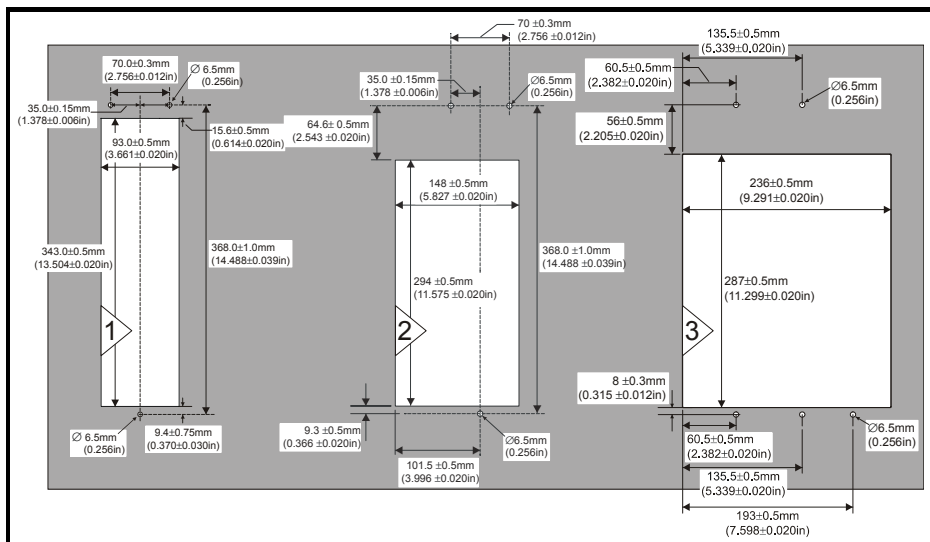 70.0±0.3mm
(2.756±0.012in)
∅ 6.5mm
(0.256in)
35.0±0.15mm
(1.378±0.006in)
15.6±0.5mm
(0.614±0.020in)
93.0±0.5mm
(3.661±0.020in)
343.0±0.5mm
(13.504±0.020in)
368.0±1.0mm
(14.488±0.039in)
1
∅ 6.5mm
(0.256in)
9.4±0.75mm
(0.370±0.030in)
70 ±0.3mm
(2.756 ±0.012in)
35.0 ±0.15mm
(1.378 ±0.006in)
∅6.5mm
(0.256in)
64.6± 0.5mm
(2.543 ±0.020in)
148 ±0.5mm
(5.827 ±0.020in)
368.0 ±1.0mm
(14.488 ±0.039in)
294 ±0.5mm
(11.575 ±0.020in)
2
9.3 ±0.5mm
(0.366 ±0.020in)
∅6.5mm
(0.256in)
101.5 ±0.5mm
(3.996 ±0.020in)
135.5±0.5mm
(5.339±0.020in)
60.5±0.5mm
(2.382±0.020in)
∅6.5mm
(0.256in)
56±0.5mm
(2.205±0.020in)
236±0.5mm
(9.291±0.020in)
287±0.5mm
(11.299±0.020in)
3
8 ±0.3mm
(0.315 ±0.012in)
∅6.5mm
(0.256in)
60.5±0.5mm
(2.382±0.020in)
135.5±0.5mm
(5.339±0.020in)
193±0.5mm
(7.598±0.020in)